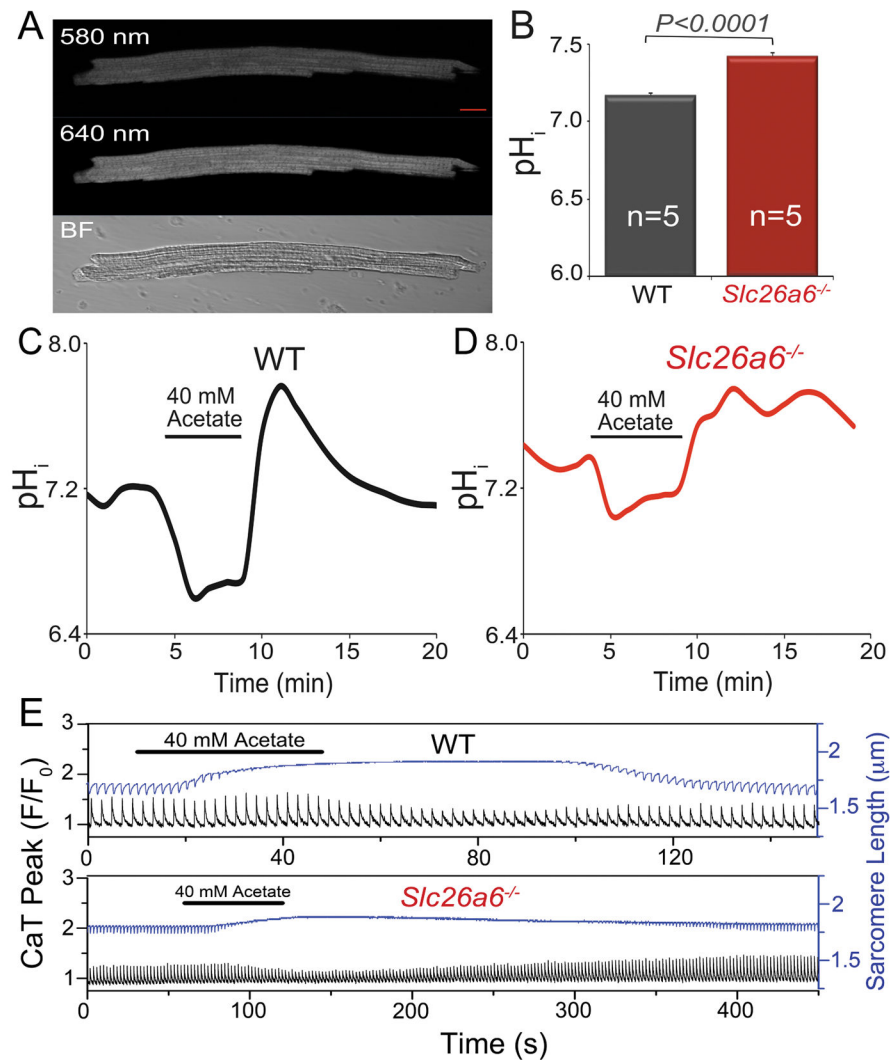 A
580 nm
640 nm
BF
B
P<0.0001
7.5
7.0
6.5
6.0
pHi
n=5
n=5
WT
Slc26a6-/-
C
8.0
7.2
6.4
pHi
WT
40 mM
Acetate
0
5
10
15
20
Time (min)
D
8.0
7.2
6.4
pHi
Slc26a6-/-
40 mM
Acetate
0
5
10
15
20
Time (min)
E
CaT Peak (F/F0)
3
2
1
40 mM Acetate
WT
2
1.5
0
40
80
120
3
2
1
40 mM Acetate
Slc26a6-/-
2
1.5
0
100
200
300
400
Time (s)
Sarcomere Length (μm)